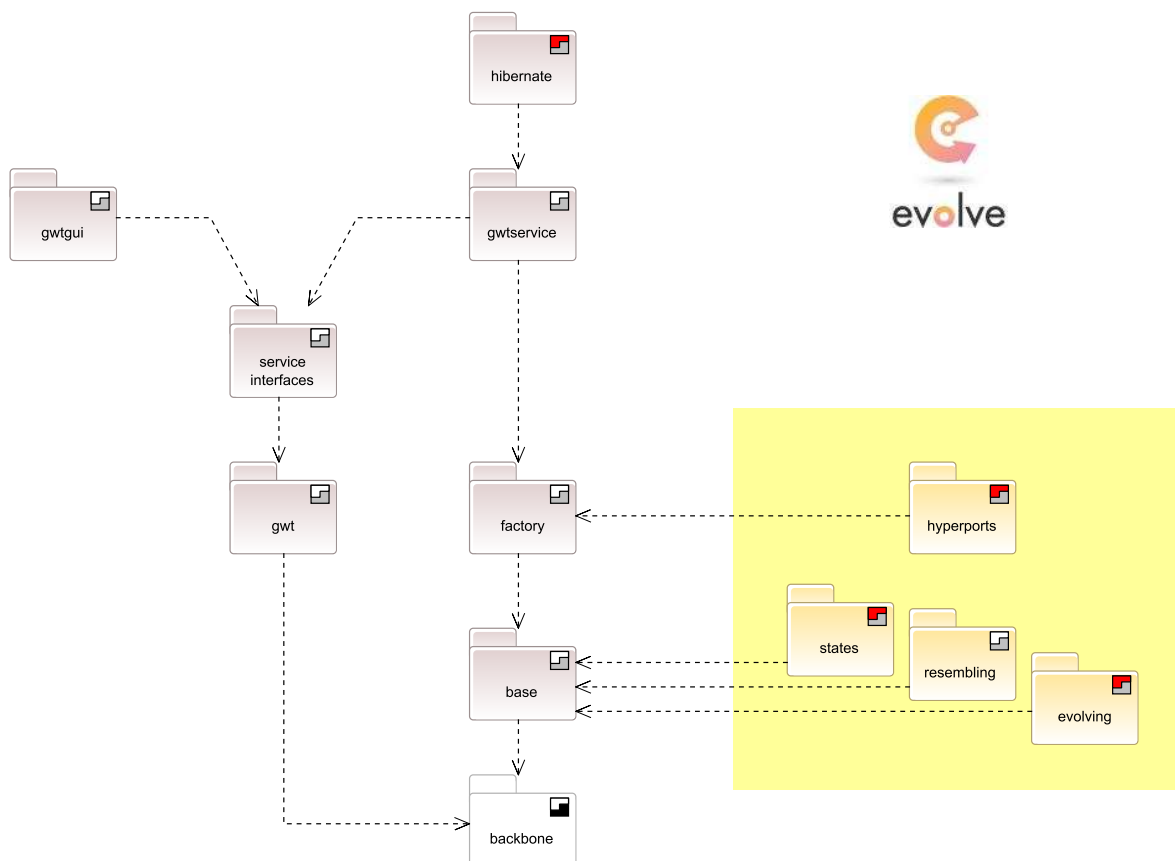 hibernate
gwtgui
gwtservice
evolve
service
interfaces
gwt
factory
hyperports
states
resembling
base
evolving
backbone